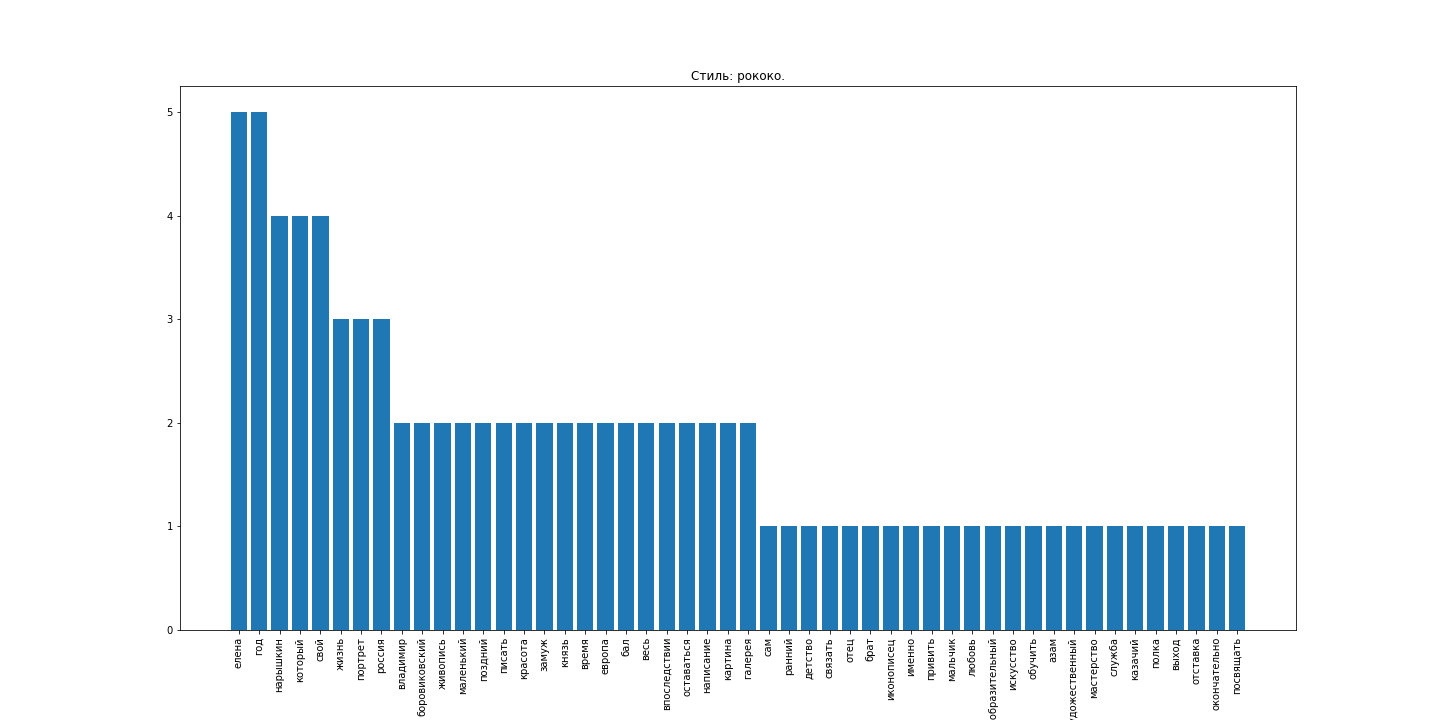 Стиль: рококо.
5
4
3
2
1
0
елена
год
нарышкин
который
свой
жизнь
портрет
россия
владимир
боровиковский
живопись
маленький
поздний
писать
красота
замуж
князь
время
европа
бал
весь
впоследствии
оставаться
написание
картина
галерея
сам
ранний
детство
связать
отец
брат
иконописец
именно
привить
мальчик
любовь
образительный
искусство
обучить
азам
удожественный
мастерство
служба
казачий
полка
выход
отставка
окончательно
посвящать